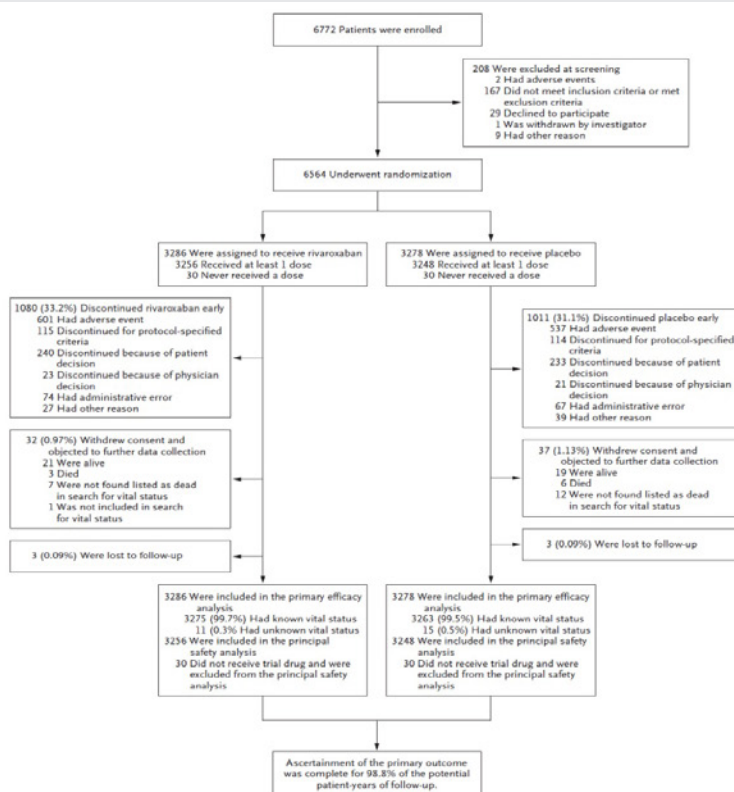 6772 Patients were enrolled
208 Were excluded at screening
2 Had adverse events
167 Did not meet inclusion criteria or met
exclusion criteria
29 Declined to participate
1 Was withdrawn by investigator
9 Had other reason
6564 Underwent randomization
3286 Were assigned to receive rivaroxaban
3256 Received at least 1 dose
30 Never received a dose
3278 Were assigned to receive placebo
3248 Received at least 1 dose
30 Never received a dose
1080 (33.2%) Discontinued rivaroxaban early
601 Had adverse event
115 Discontinued for protocol-specified
criteria
240 Discontinued because of patient
decision
23 Discontinued because of physician
decision
74 Had administrative error
27 Had other reason
1011 (31.1%) Discontinued placebo early
537 Had adverse event
114 Discontinued for protocol-specified
criteria
233 Discontinued because of patient
decision
21 Discontinued because of physician
decision
67 Had administrative error
39 Had other reason
32 (0.97%) Withdrew consent and
objected to further data collection
21 Were alive
3 Died
7 Were not found listed as dead
in search for vital status
1 Was not included in search
for vital status
37 (1.13%) Withdrew consent and
objected to further data collection
19 Were alive
6 Died
12 Were not found listed as dead
in search for vital status
3 (0.09%) Were lost to follow-up
3 (0.09%) Were lost to follow-up
3286 Were included in the primary efficacy
analysis
3275 (99.7%) Had known vital status
11 (0.3% Had unknown vital status
3256 Were included in the principal
safety analysis
30 Did not receive trial drug and were
excluded from the principal safety
analysis
3278 Were included in the primary efficacy
analysis
3263 (99.5%) Had known vital status
15 (0.5%) Had unknown vital status
3248 Were included in the principal
safety analysis
30 Did not receive trial drug and were
excluded from the principal safety
analysis
Ascertainment of the primary outcome
was complete for 98.8% of the potential
patient-years of follow-up.